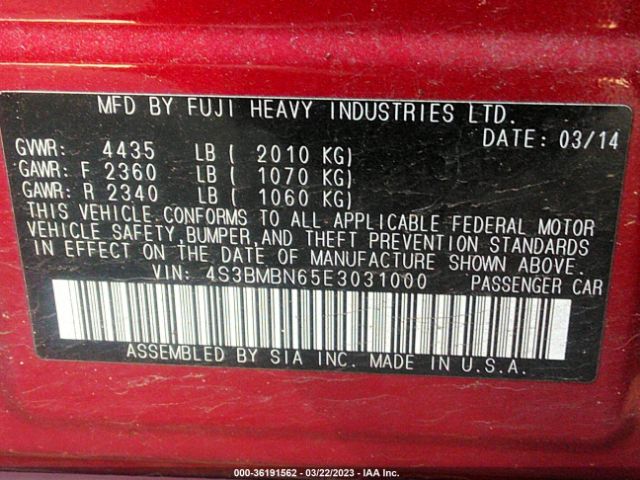 MFD BY FUJI HEAVY INDUSTRIES LTD.
DATE: 03/14
GVWR: 4435 LB ( 2010 KG)
GAWR: F 2360 LB ( 1070 KG)
GAWR: R 2340 LB ( 1060 KG)
THIS VEHICLE CONFORMS TO ALL APPLICABLE FEDERAL MOTOR
VEHICLE SAFETY, BUMPER, AND THEFT PREVENTION STANDARDS
IN EFFECT ON THE DATE OF MANUFACTURE SHOWN ABOVE.
VIN: 4S3BMBN65E3031000 PASSENGER CAR
ASSEMBLED BY SIA INC. MADE IN U.S.A.
000-36191562 - 03/22/2023 - IAA Inc.